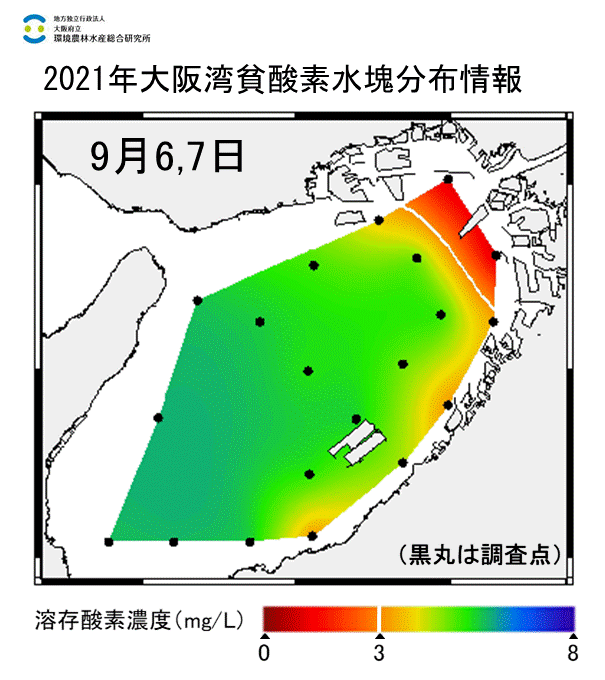 地方独立行政法人
大阪府立
環境農林水産総合研究所
2021年大阪湾貧酸素水塊分布情報
9月6,7日
(黒丸は調査点)
溶存酸素濃度(mg/L)
0 3 8